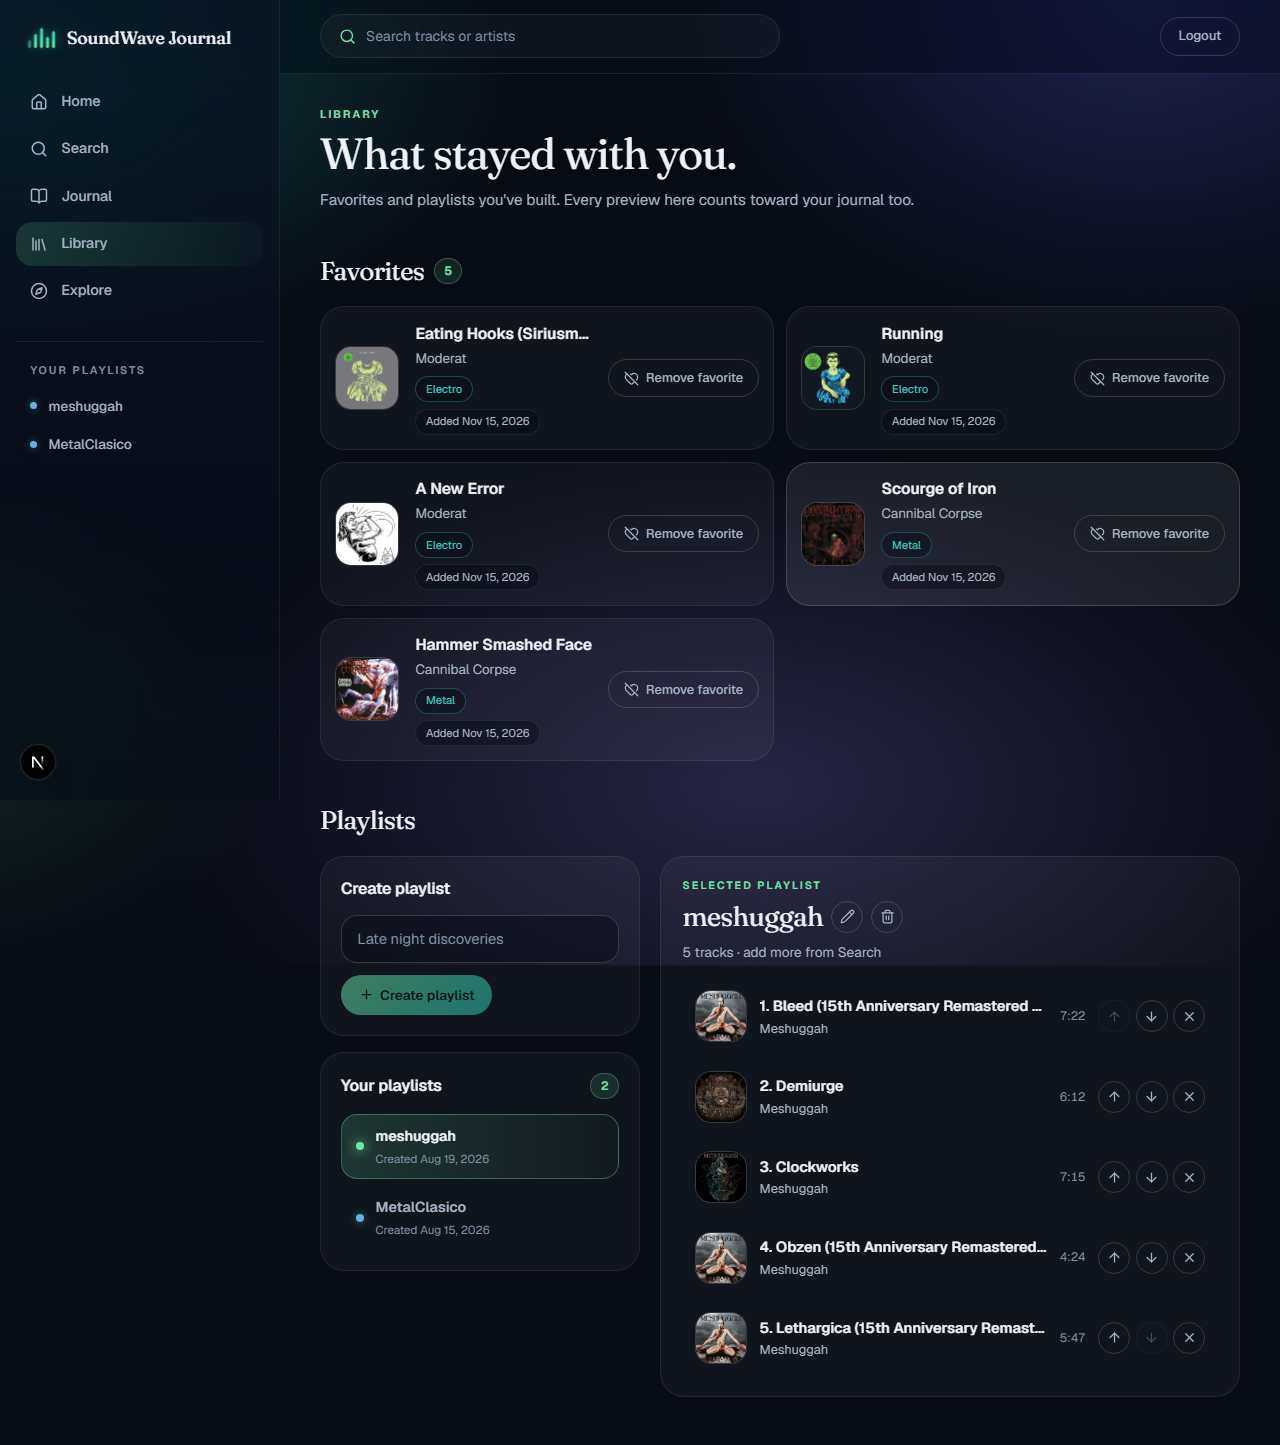 SoundWave Journal
Search tracks or artists
Logout
Home
Search
Journal
Library
Explore
YOUR PLAYLISTS
meshuggah
MetalClasico
LIBRARY
What stayed with you.
Favorites and playlists you've built. Every preview here counts toward your journal too.
Favorites 5
Eating Hooks (Siriusm...
Moderat
Electro
Added Nov 15, 2026
Remove favorite
Running
Moderat
Electro
Added Nov 15, 2026
Remove favorite
A New Error
Moderat
Electro
Added Nov 15, 2026
Remove favorite
Scourge of Iron
Cannibal Corpse
Metal
Added Nov 15, 2026
Remove favorite
Hammer Smashed Face
Cannibal Corpse
Metal
Added Nov 15, 2026
Remove favorite
N
Playlists
Create playlist
Late night discoveries
Create playlist
Your playlists 2
meshuggah
Created Aug 19, 2026
MetalClasico
Created Aug 15, 2026
SELECTED PLAYLIST
meshuggah
5 tracks · add more from Search
1. Bleed (15th Anniversary Remastered ...
Meshuggah
7:22
2. Demiurge
Meshuggah
6:12
3. Clockworks
Meshuggah
7:15
4. Obzen (15th Anniversary Remastered...
Meshuggah
4:24
5. Lethargica (15th Anniversary Remast...
Meshuggah
5:47